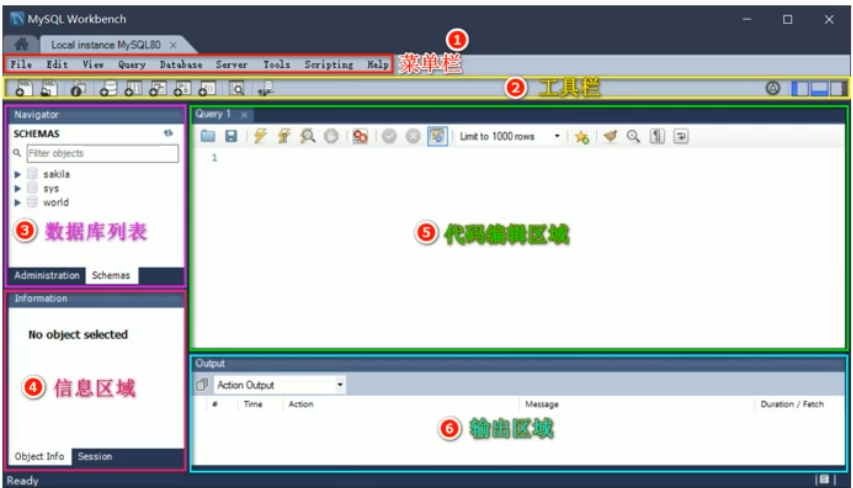 MySQL Workbench
Local instance MySQL80 ×
File Edit View Query Database Server Tools Scripting Help
1
菜单栏
2 工具栏
Navigator
SCHEMAS
Filter objects
sakila
sys
world
3 数据库列表
Administration Schemas
Information
No object selected
4 信息区域
Object Info Session
Query 1 ×
Limit to 1000 rows
1
5 代码编辑区域
Output
Action Output
# Time Action Message Duration / Fetch
6 输出区域
Ready